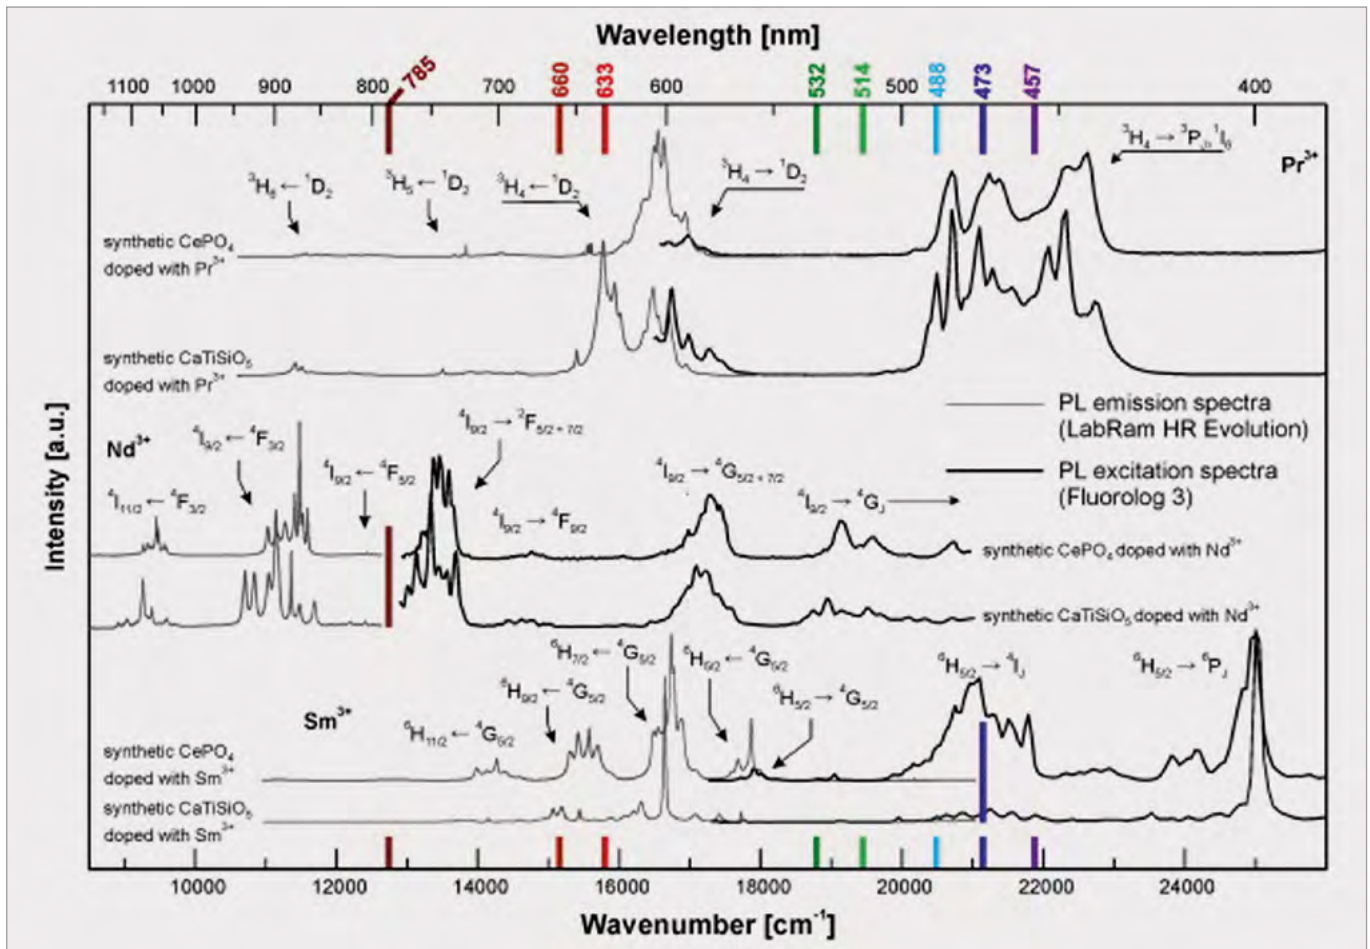 Wavelength [nm]
1100 1000 900 800 785 700 660 633 600 532 514 500 488 473 457 400
³H₄ → ³P_J, ¹I₆
Pr³⁺
³H₆ ← ¹D₂
³H₅ ← ¹D₂
³H₄ ← ¹D₂
³H₄ → ¹D₂
synthetic CePO₄
doped with Pr³⁺
synthetic CaTiSiO₅
doped with Pr³⁺
PL emission spectra
(LabRam HR Evolution)
PL excitation spectra
(Fluorolog 3)
Intensity [a.u.]
Nd³⁺
⁴I₉/₂ ← ⁴F₃/₂
⁴I₁₁/₂ ← ⁴F₃/₂
⁴I₉/₂ ← ⁴F₅/₂
⁴I₉/₂ → ²F₅/₂ ₊ ₇/₂
⁴I₉/₂ → ⁴F₉/₂
⁴I₉/₂ → ⁴G₅/₂ ₊ ₇/₂
⁴I₉/₂ → ⁴G_J
synthetic CePO₄ doped with Nd³⁺
synthetic CaTiSiO₅ doped with Nd³⁺
Sm³⁺
⁶H₁₁/₂ ← ⁴G₅/₂
⁶H₉/₂ ← ⁴G₅/₂
⁶H₇/₂ ← ⁴G₅/₂
⁶H₅/₂ ← ⁴G₅/₂
⁶H₅/₂ → ⁴G₅/₂
⁶H₅/₂ → ⁴I_J
⁶H₅/₂ → ⁶P_J
synthetic CePO₄
doped with Sm³⁺
synthetic CaTiSiO₅
doped with Sm³⁺
10000 12000 14000 16000 18000 20000 22000 24000
Wavenumber [cm⁻¹]